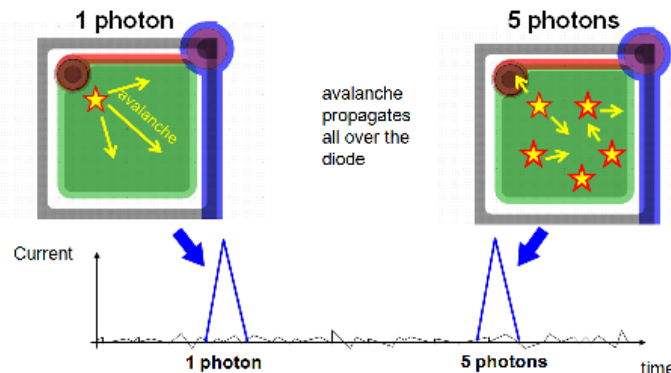 1 photon
5 photons
avalanche
avalanche
propagates
all over the
diode
Current
1 photon
5 photons
time